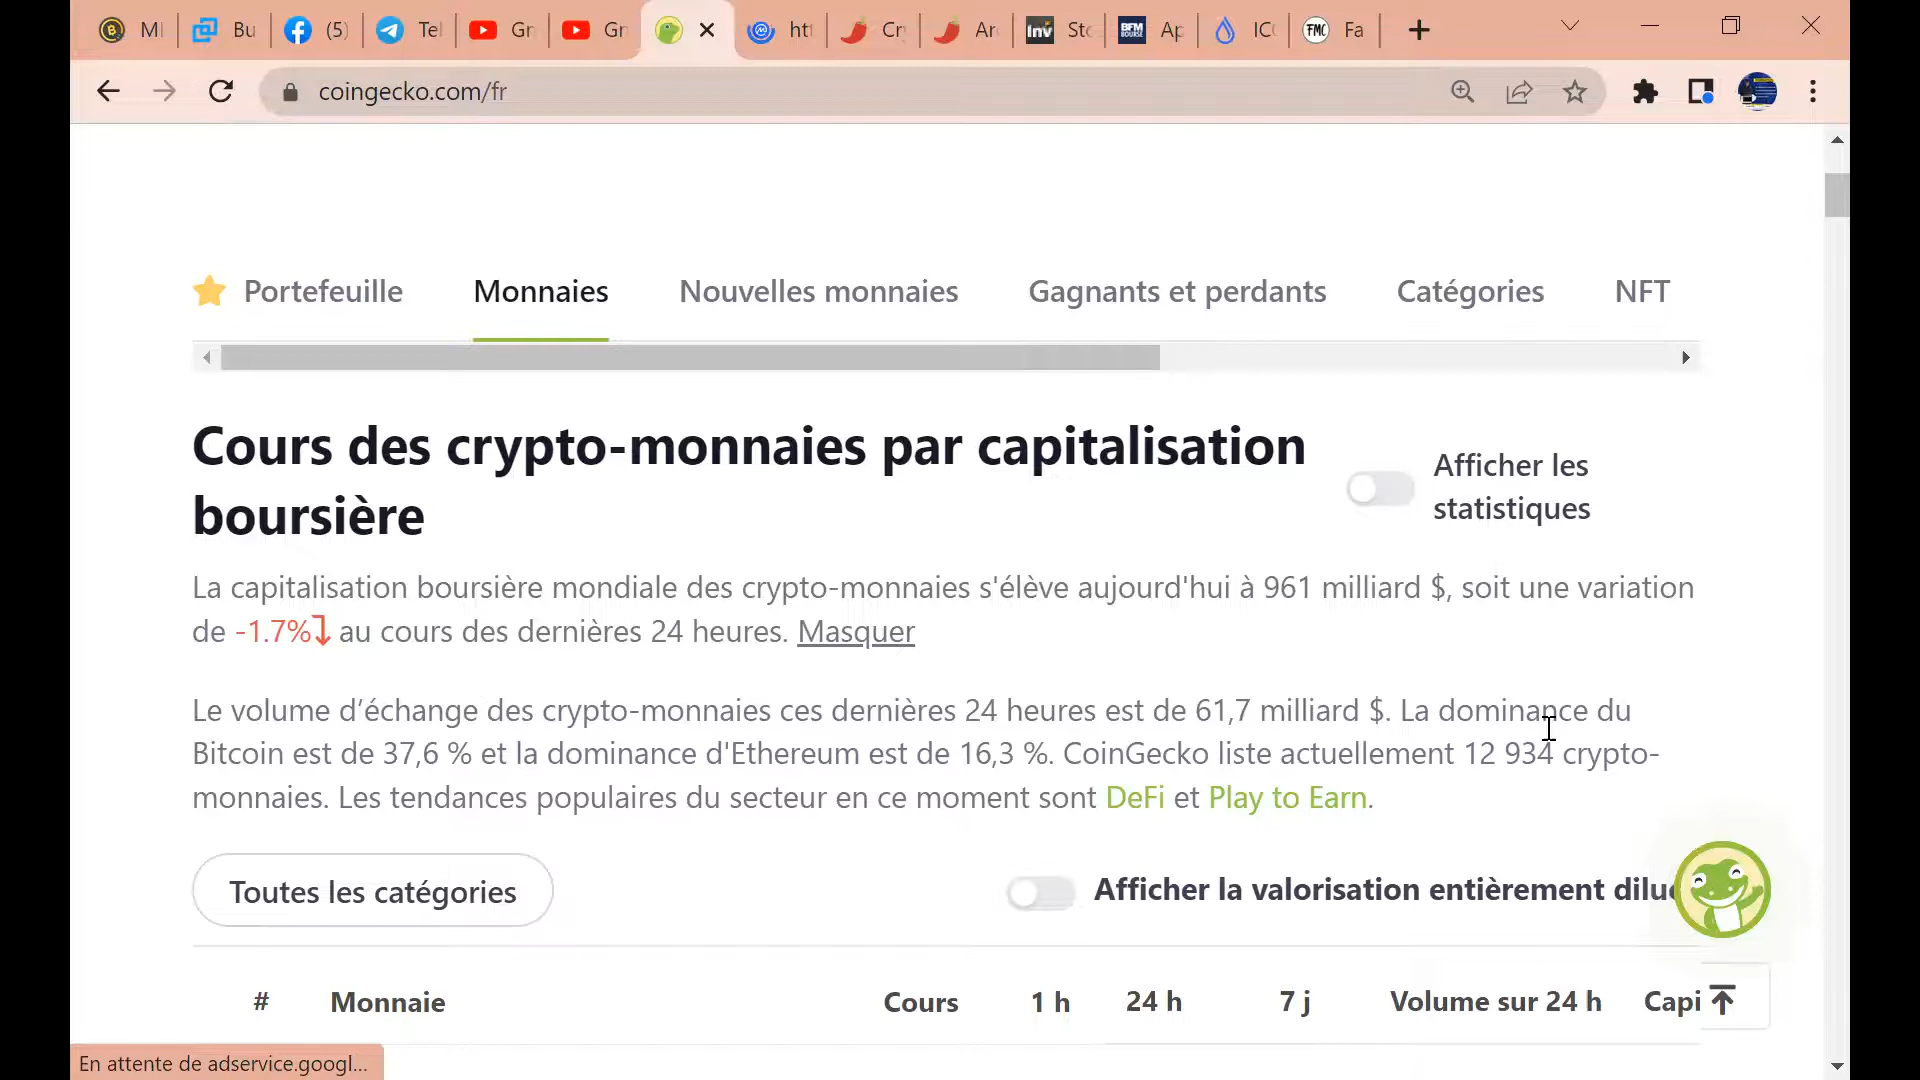 MI
Bu
(5)
Tel
Gr
Gr
htt
Cr
Ar
Inv
Stc
BFM
BOURSE
Ap
IC
FMC
Fa
coingecko.com/fr
Portefeuille
Monnaies
Nouvelles monnaies
Gagnants et perdants
Catégories
NFT
Cours des crypto-monnaies par capitalisation
boursière
Afficher les
statistiques
La capitalisation boursière mondiale des crypto-monnaies s'élève aujourd'hui à 961 milliard $, soit une variation
de -1.7% au cours des dernières 24 heures. Masquer
Le volume d’échange des crypto-monnaies ces dernières 24 heures est de 61,7 milliard $. La dominance du
Bitcoin est de 37,6 % et la dominance d'Ethereum est de 16,3 %. CoinGecko liste actuellement 12 934 crypto-
monnaies. Les tendances populaires du secteur en ce moment sont DeFi et Play to Earn.
Toutes les catégories
Afficher la valorisation entièrement dilu
# Monnaie Cours 1 h 24 h 7 j Volume sur 24 h Capi
En attente de adservice.googl...